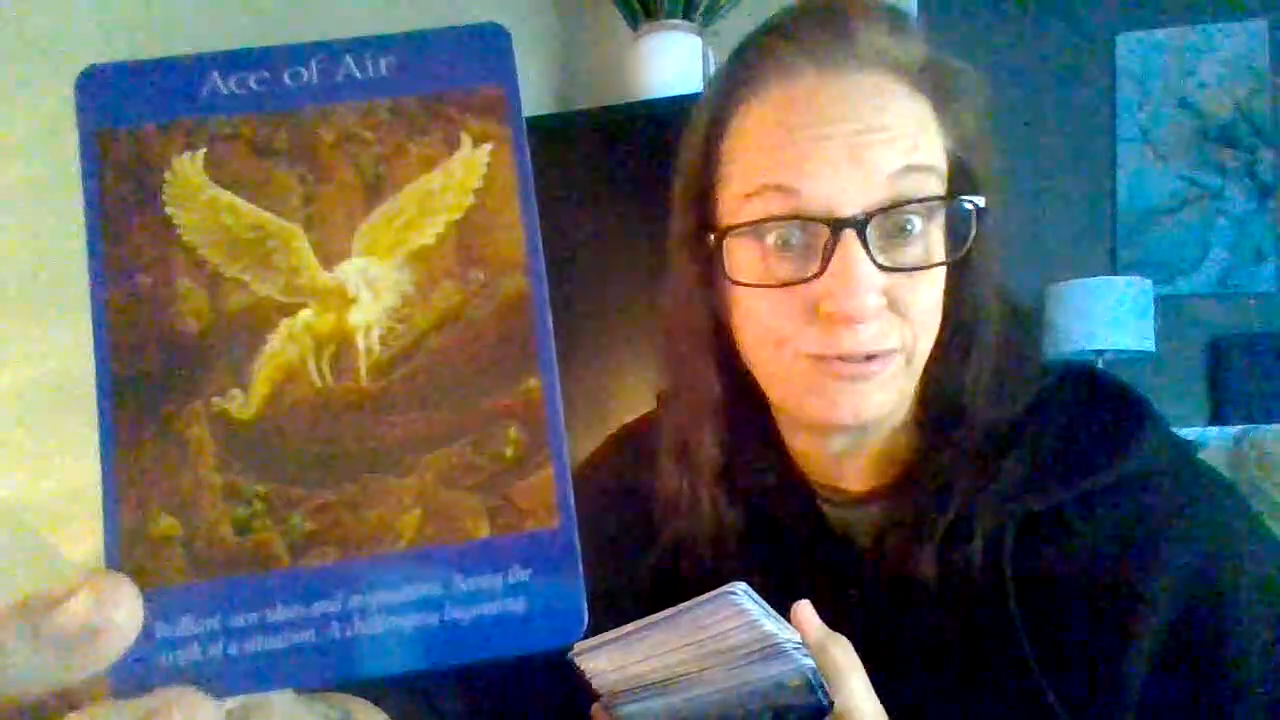 Ace of Air
Brilliant new ideas and inspirations. Seeing the
truth of a situation. A challenging beginning.